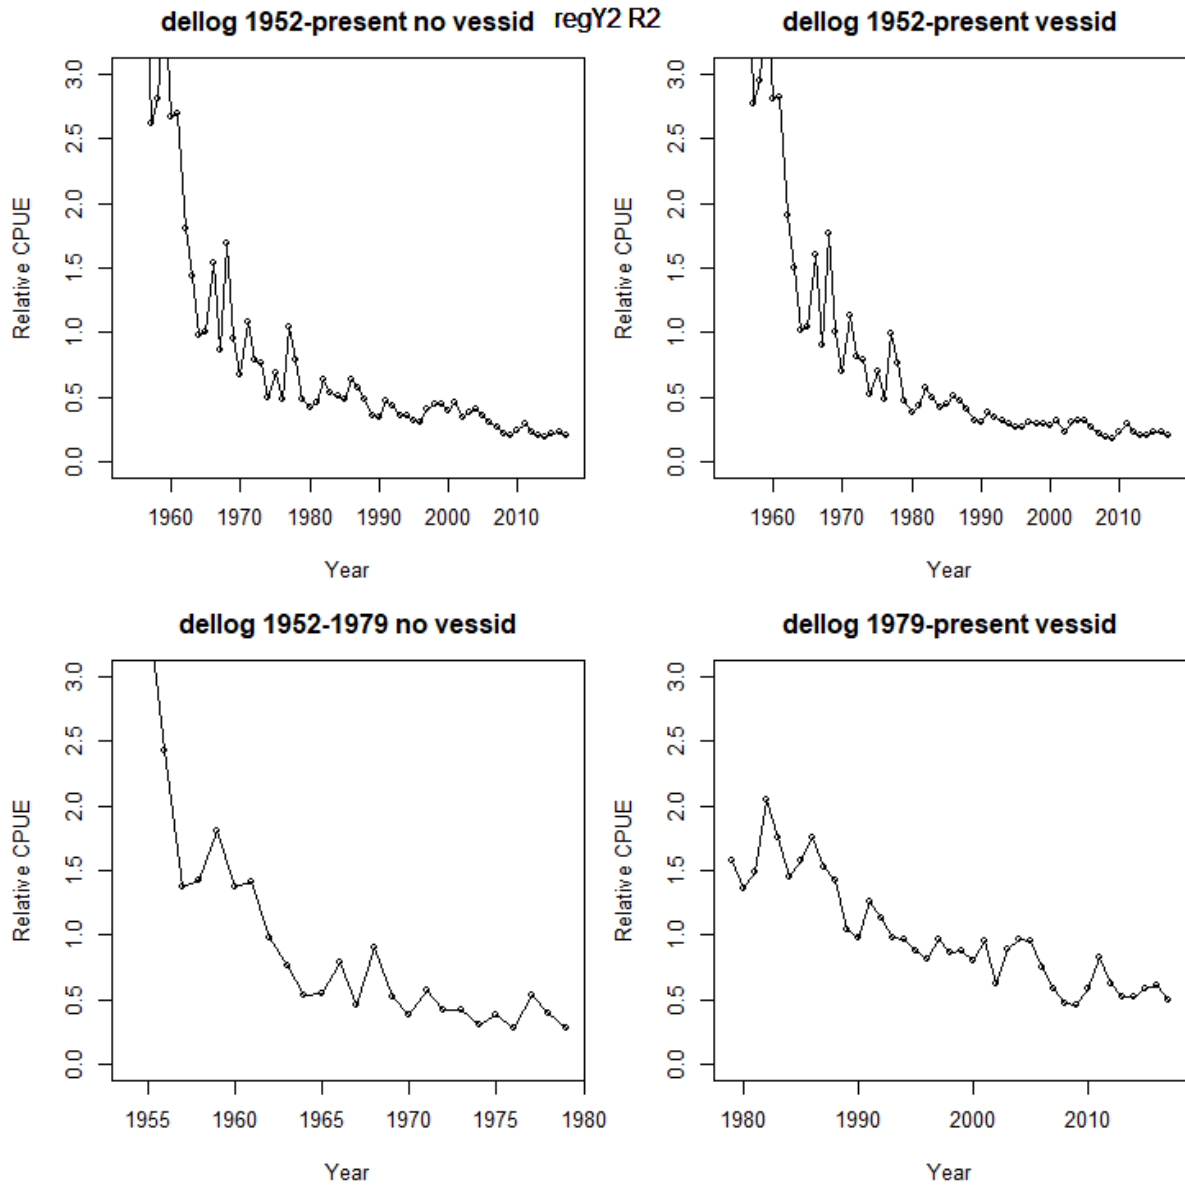 dellog 1952-present no vessid
regY2 R2
dellog 1952-present vessid
Relative CPUE
3.0
2.5
2.0
1.5
1.0
0.5
0.0
1960 1970 1980 1990 2000 2010
Year
Relative CPUE
3.0
2.5
2.0
1.5
1.0
0.5
0.0
1960 1970 1980 1990 2000 2010
Year
dellog 1952-1979 no vessid
Relative CPUE
3.0
2.5
2.0
1.5
1.0
0.5
0.0
1955 1960 1965 1970 1975 1980
Year
dellog 1979-present vessid
Relative CPUE
3.0
2.5
2.0
1.5
1.0
0.5
0.0
1980 1990 2000 2010
Year